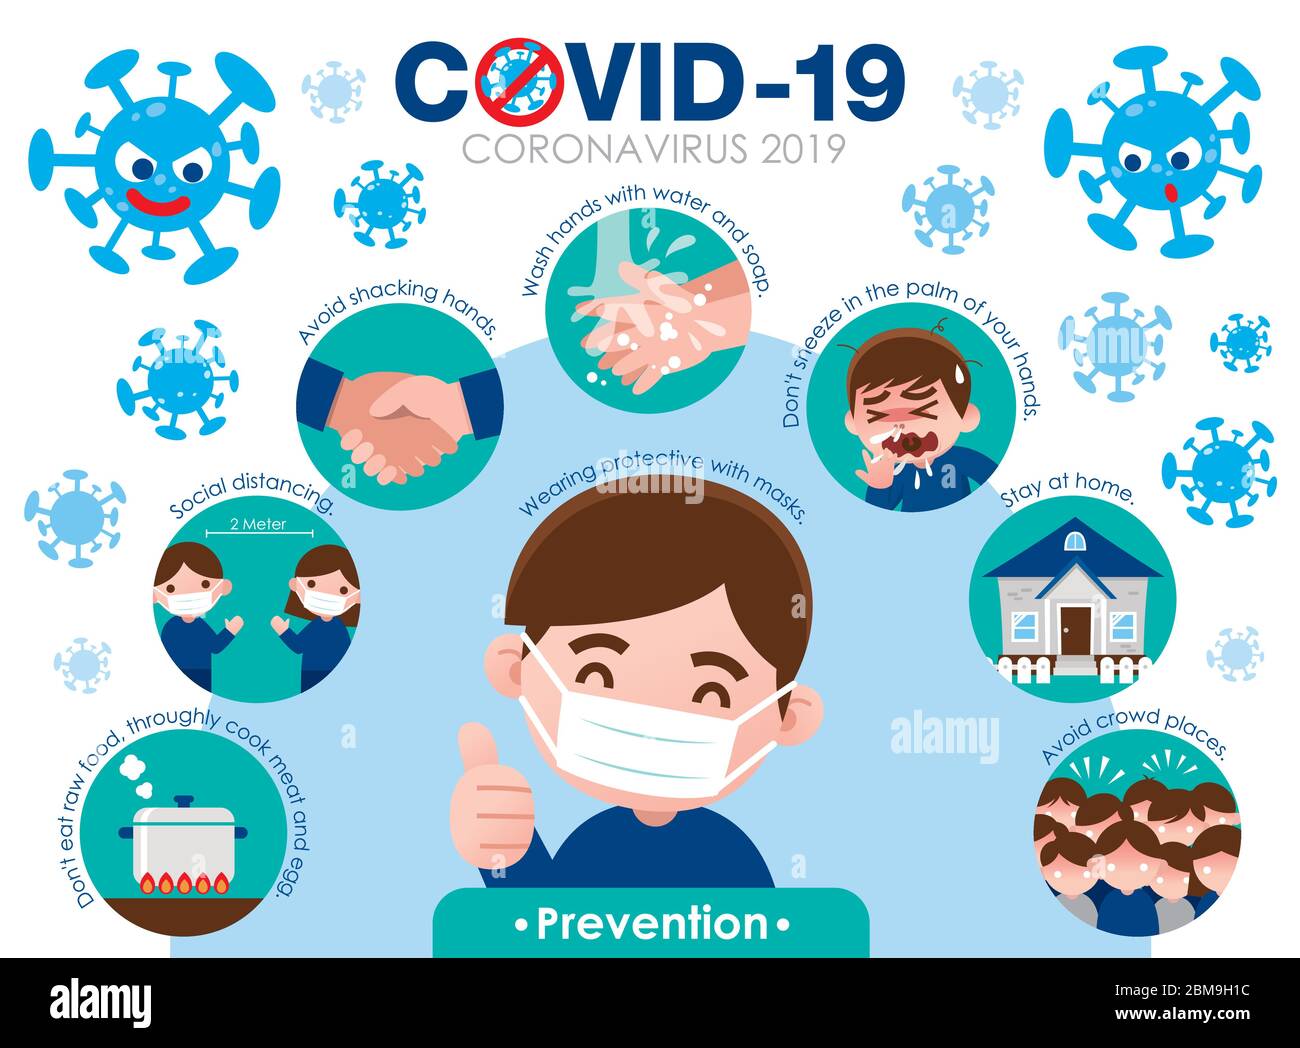 COVID-19
CORONAVIRUS 2019
Wash hands with water and soap.
Avoid shacking hands.
Don't sneeze in the palm of your hands.
Wearing protective with masks.
Social distancing.
2 Meter
Stay at home.
Don't eat raw food, throughly cook meat and egg.
Avoid crowd places.
• Prevention •
alamy
alamy
a
a
a
a
alamy
Image ID: 2BM9H1C
www.alamy.com